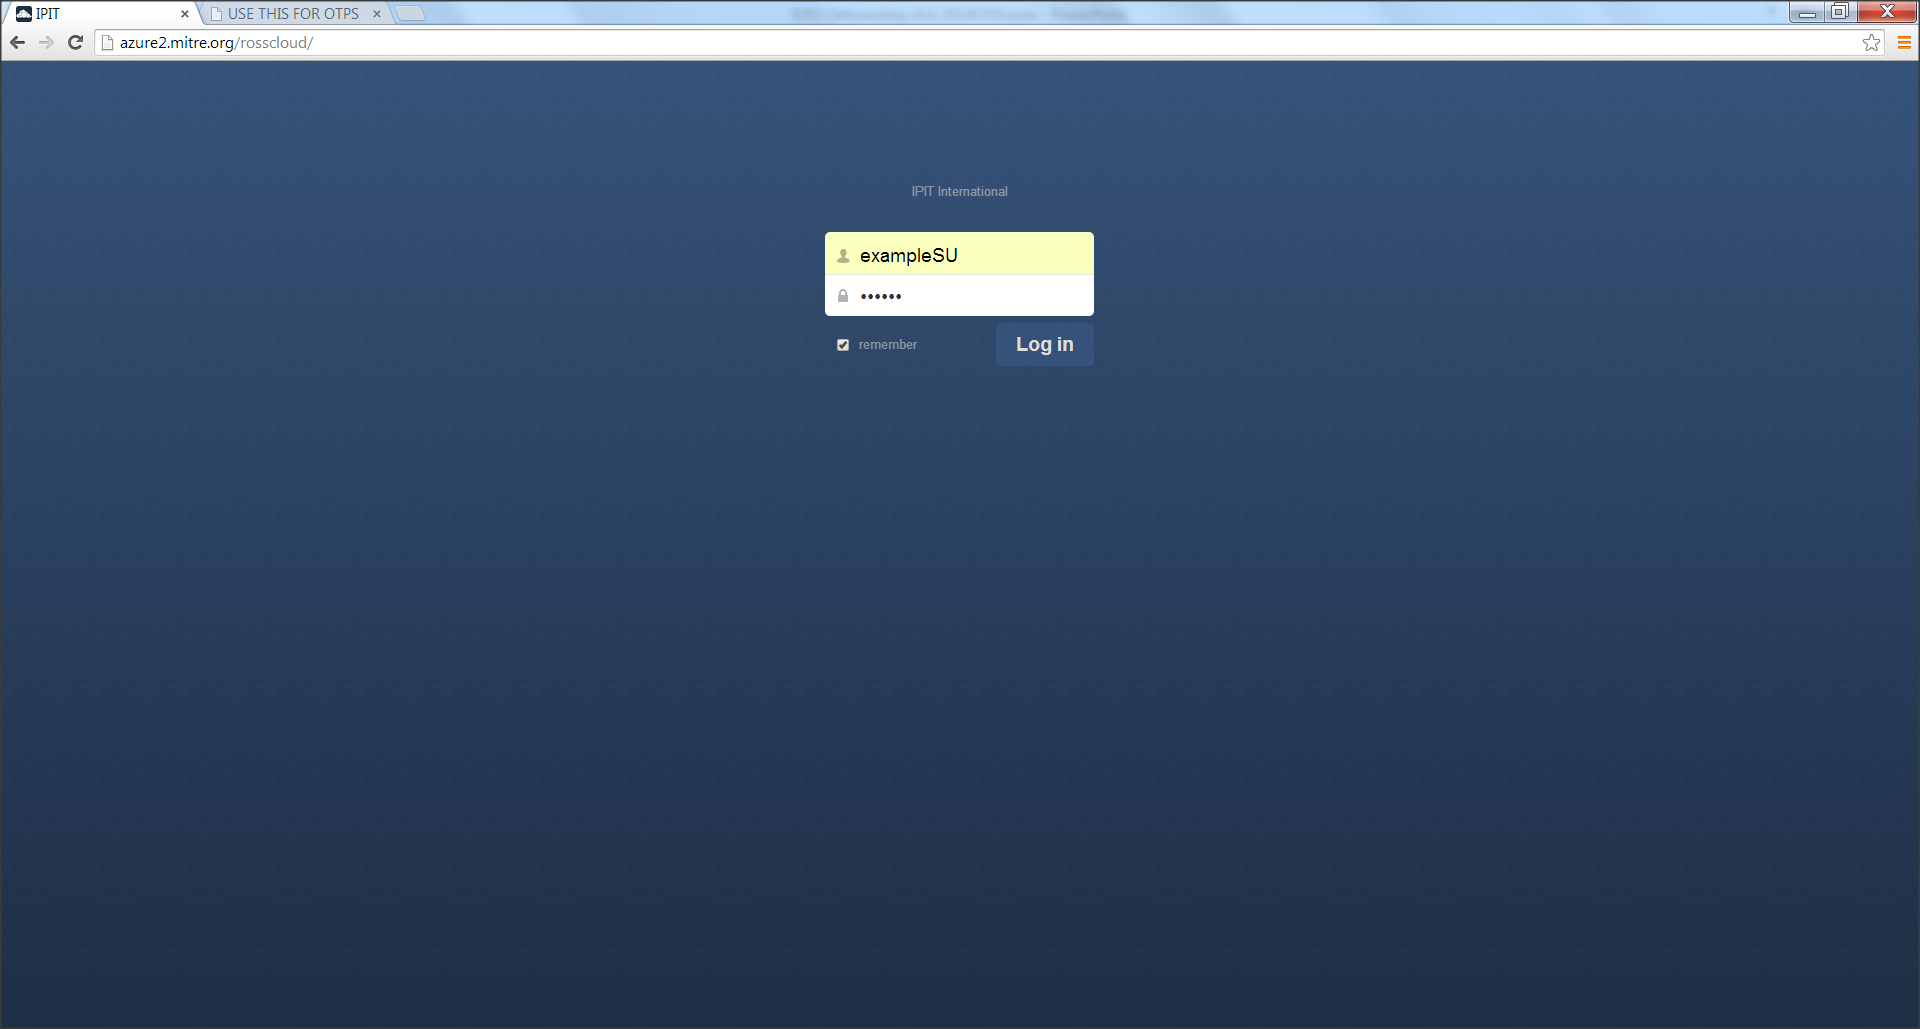 IPIT
USE THIS FOR OTPS
azure2.mitre.org/rosscloud/
IPIT International
exampleSU
••••••
remember
Log in